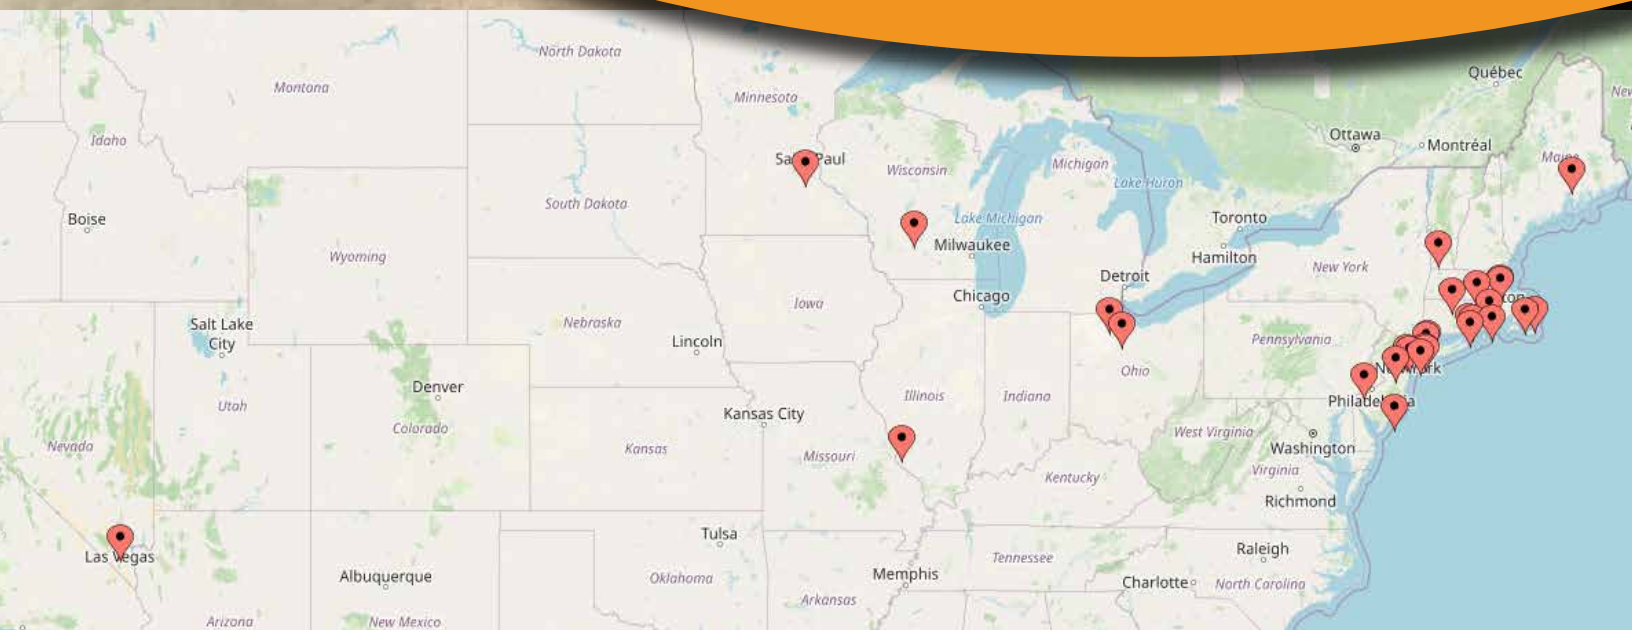 North Dakota
Québec
Montana
Minnesota
Ottawa
Montréal
Idaho
Paul
Michigan
Maine
Wisconsin
Lake Huron
South Dakota
Boise
Lake Michigan
Toronto
Milwaukee
Hamilton
Wyoming
New York
Detroit
Chicago
Iowa
Salt Lake
City
Nebraska
Lincoln
Pennsylvania
Ohio
Denver
Utah
Illinois
Indiana
Kansas City
Colorado
West Virginia
Nevada
Kansas
Missouri
Washington
Virginia
Kentucky
Richmond
Tulsa
Las Vegas
Raleigh
Tennessee
Albuquerque
Oklahoma
Memphis
Charlotte
North Carolina
Arkansas
Arizona
New Mexico